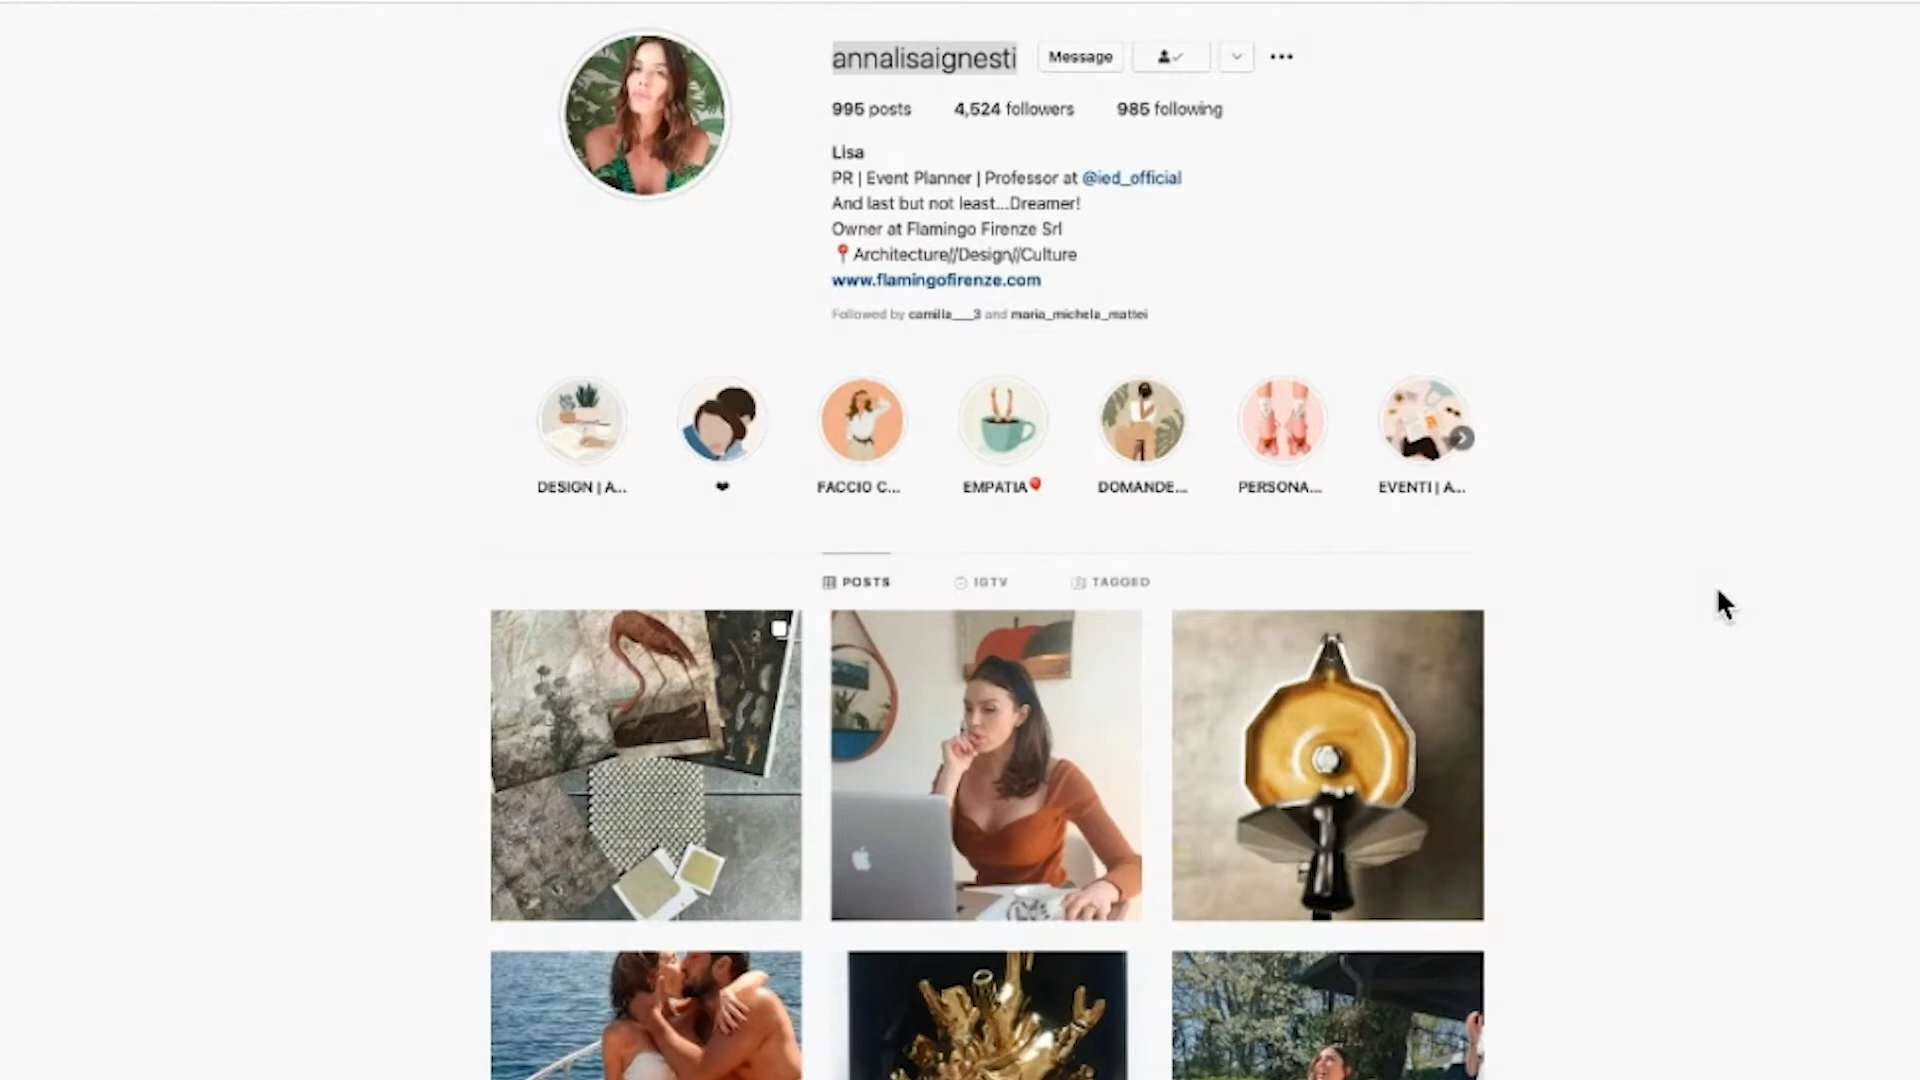 annalisaignesti Message
995 posts 4,524 followers 985 following
Lisa
PR | Event Planner | Professor at @ied_official
And last but not least...Dreamer!
Owner at Flamingo Firenze Srl
📍Architecture//Design//Culture
www.flamingofirenze.com
Followed by camilla___3 and maria_michela_mattei
DESIGN | A... ❤ FACCIO C... EMPATIA🎈 DOMANDE... PERSONA... EVENTI | A...
POSTS IGTV TAGGED